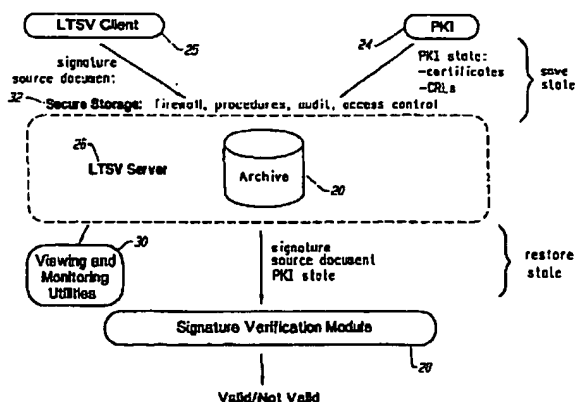 LTSV Client
25
PKI
24
signature
source document:
PKI state:
-certificates
-CRLs
save
state
32
Secure Storage: firewall, procedures, audit, access control
26
LTSV Server
Archive
20
30
Viewing and
Monitoring
Utilities
signature
source document
PKI state
restore
state
Signature Verification Module
28
Valid/Not Valid